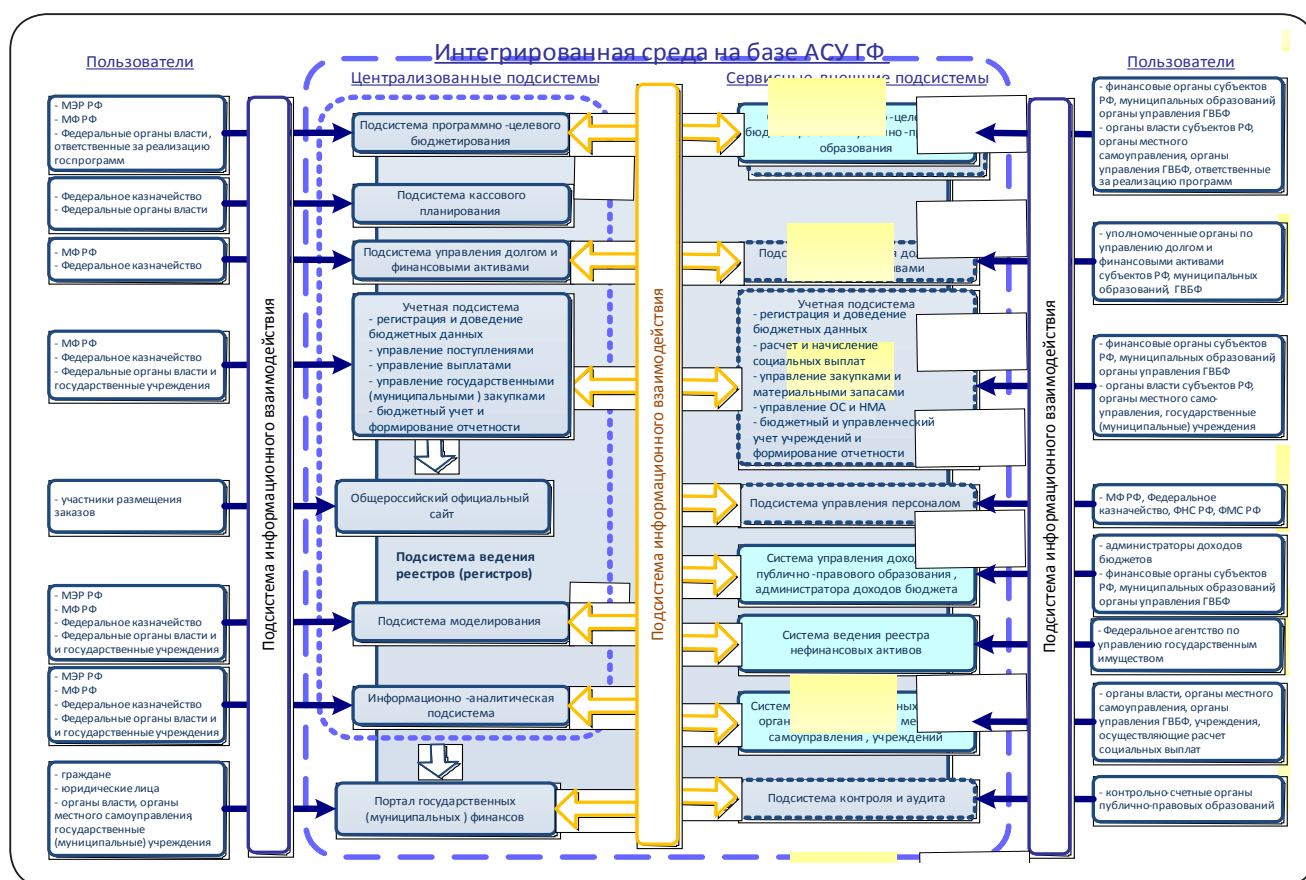 Интегрированная среда на базе АСУ ГФ
Пользователи
Централизованные подсистемы
Сервисные внешние подсистемы
Пользователи
- МЭР РФ
- МФ РФ
- Федеральные органы власти,
ответственные за реализацию
госпрограмм
- Федеральное казначейство
- Федеральные органы власти
- МФ РФ
- Федеральное казначейство
- МФ РФ
- Федеральное казначейство
- Федеральные органы власти и
государственные учреждения
- участники размещения
заказов
- МЭР РФ
- МФ РФ
- Федеральное казначейство
- Федеральные органы власти и
и государственные учреждения
- МЭР РФ
- МФ РФ
- Федеральное казначейство
- Федеральные органы власти и
и государственные учреждения
- граждане
- юридические лица
- органы власти, органы
местного самоуправления,
государственные
(муниципальные) учреждения
Подсистема информационного взаимодействия
Подсистема программно -целевого
бюджетирования
Подсистема кассового
планирования
Подсистема управления долгом и
финансовыми активами
Учетная подсистема
- регистрация и доведение
бюджетных данных
- управление поступлениями
- управление выплатами
- управление государственными
(муниципальными ) закупками
- бюджетный учет и
формирование отчетности
Общероссийский официальный
сайт
Подсистема ведения
реестров (регистров)
Подсистема моделирования
Информационно -аналитическая
подсистема
Портал государственных
(муниципальных ) финансов
Подсистема информационного взаимодействия
образования
Учетная подсистема
- регистрация и доведение
бюджетных данных
- расчет и начисление
социальных выплат
- управление закупками и
материальными запасами
- управление ОС и НМА
- бюджетный и управленческий
учет учреждений и
формирование отчетности
Подсистема управления персоналом
Система управления
публично -правового образования ,
администратора доходов бюджета
Система ведения реестра
нефинансовых активов
самоуправления , учреждений
Подсистема контроля и аудита
Подсистема информационного взаимодействия
- финансовые органы субъектов
РФ, муниципальных образований,
органы управления ГВБФ
- органы власти субъектов РФ,
органы местного
самоуправления, органы
управления ГВБФ, ответственные
за реализацию программ
- уполномоченные органы по
управлению долгом и
финансовыми активами
субъектов РФ, муниципальных
образований, ГВБФ
- финансовые органы субъектов
РФ, муниципальных образований,
органы управления ГВБФ
- органы власти субъектов РФ,
органы местного само-
управления, государственные
(муниципальные) учреждения
- МФ РФ, Федеральное
казначейство, ФНС РФ, ФМС РФ
- администраторы доходов
бюджетов
- финансовые органы субъектов
РФ, муниципальных образований,
органы управления ГВБФ
- Федеральное агентство по
управлению государственным
имуществом
- органы власти, органы местного
самоуправления, органы
управления ГВБФ, учреждения,
осуществляющие расчет
социальных выплат
- контрольно-счетные органы
публично-правовых образований